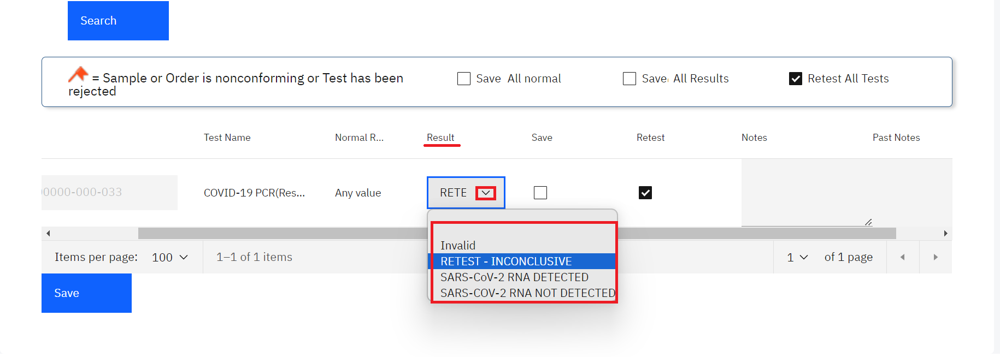 Search
= Sample or Order is nonconforming or Test has been
rejected
Save All normal
Save All Results
Retest All Tests
Test Name
Normal R...
Result
Save
Retest
Notes
Past Notes
0000-000-033
COVID-19 PCR(Res...
Any value
RETE
Invalid
RETEST - INCONCLUSIVE
SARS-CoV-2 RNA DETECTED
SARS-COV-2 RNA NOT DETECTED
Items per page: 100
1–1 of 1 items
1 of 1 page
Save